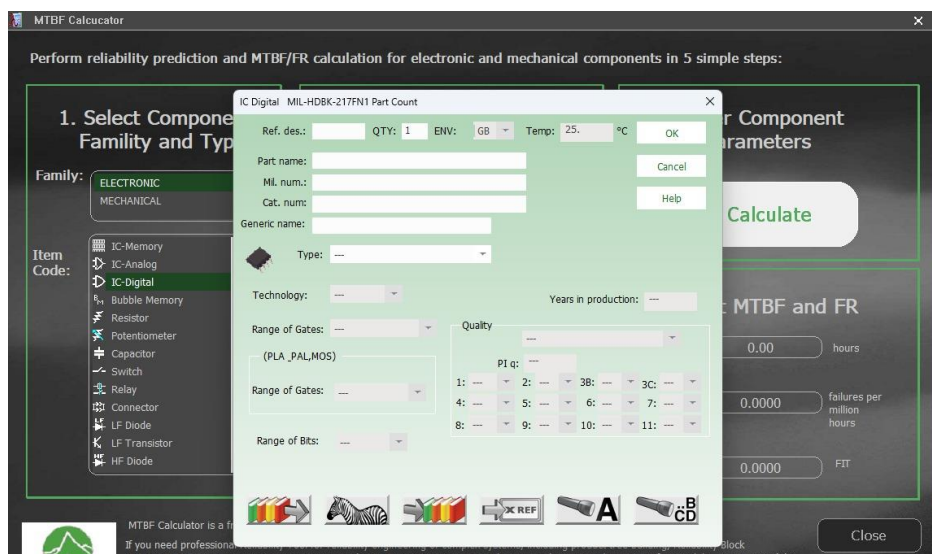 MTBF Calcucator
Perform reliability prediction and MTBF/FR calculation for electronic and mechanical components in 5 simple steps:
1. Select Compone
Famility and Typ
Family:
ELECTRONIC
MECHANICAL
Item
Code:
IC-Memory
IC-Analog
IC-Digital
Bubble Memory
Resistor
Potentiometer
Capacitor
Switch
Relay
Connector
LF Diode
LF Transistor
HF Diode
IC Digital MIL-HDBK-217FN1 Part Count
Ref. des.: QTY: 1 ENV: GB Temp: 25. °C OK
Part name: Cancel
Mil. num.:
Cat. num: Help
Generic name:
Type: ---
Technology: --- Years in production: ---
Range of Gates: --- Quality
---
(PLA _PAL,MOS) PI q: ---
1: --- 2: --- 3B: --- 3C: ---
Range of Gates: --- 4: --- 5: --- 6: --- 7: ---
8: --- 9: --- 10: --- 11: ---
Range of Bits: ---
X REF A B CD
r Component
arameters
Calculate
MTBF and FR
0.00 hours
0.0000 failures per
million
hours
0.0000 FIT
MTBF Calculator is a fr
If you need professiona
Block
Close